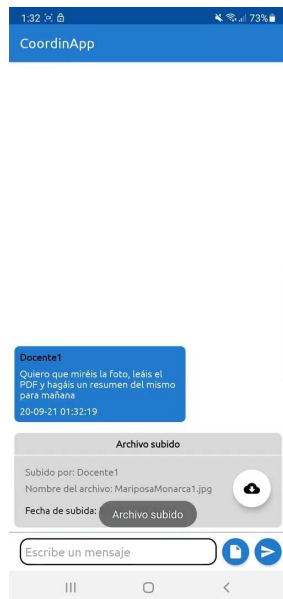 1:32 73%
CoordinApp
Docente1
Quiero que miréis la foto, leáis el
PDF y hagáis un resumen del mismo
para mañana
20-09-21 01:32:19
Archivo subido
Subido por: Docente1
Nombre del archivo: MariposaMonarca1.jpg
Fecha de subida:
Archivo subido
Escribe un mensaje